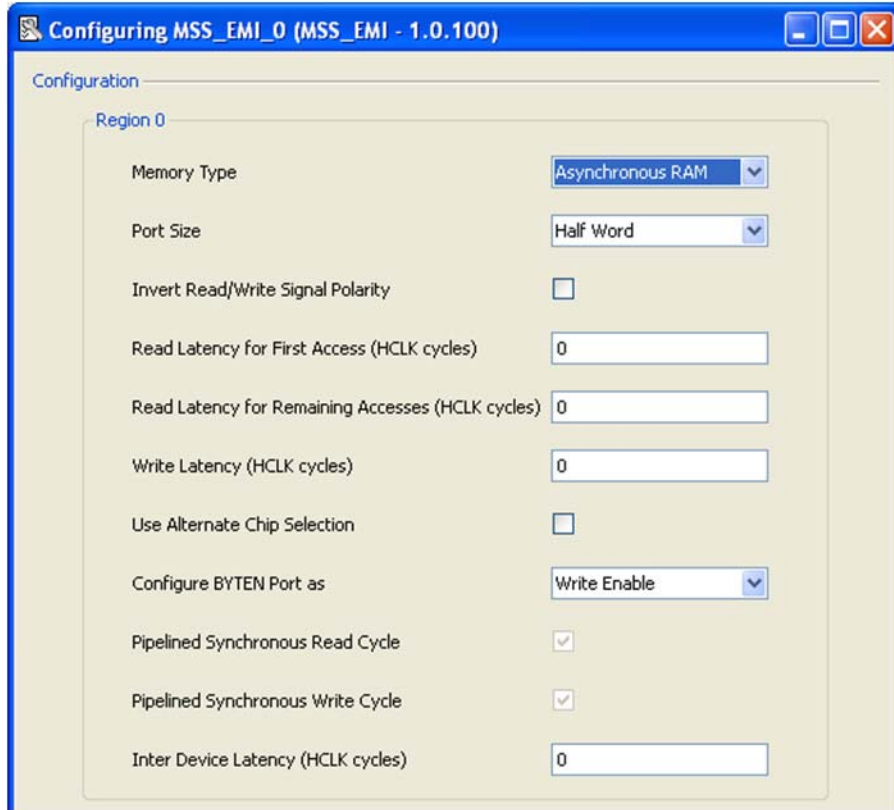 Configuring MSS_EMI_0 (MSS_EMI - 1.0.100)
Configuration
Region 0
Memory Type Asynchronous RAM
Port Size Half Word
Invert Read/Write Signal Polarity
Read Latency for First Access (HCLK cycles) 0
Read Latency for Remaining Accesses (HCLK cycles) 0
Write Latency (HCLK cycles) 0
Use Alternate Chip Selection
Configure BYTEN Port as Write Enable
Pipelined Synchronous Read Cycle
Pipelined Synchronous Write Cycle
Inter Device Latency (HCLK cycles) 0